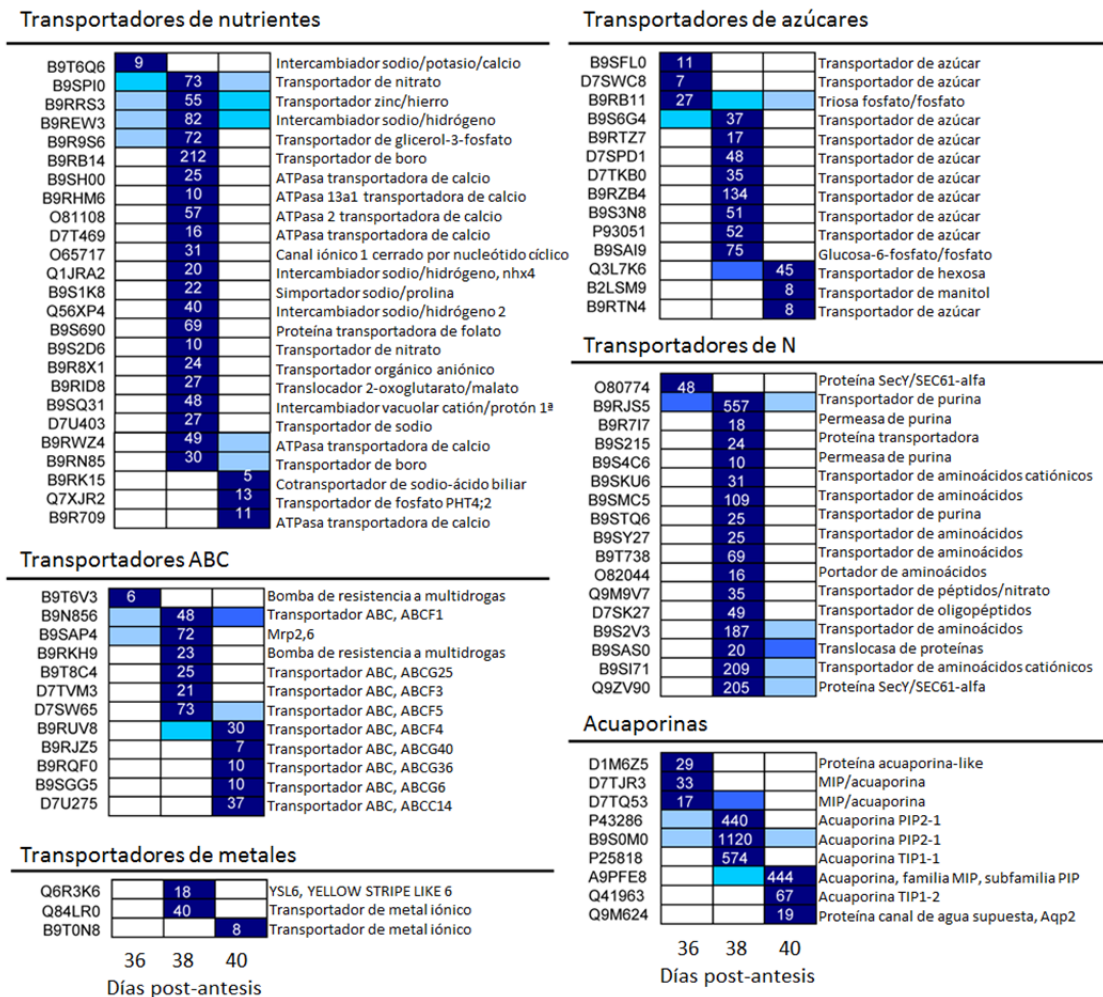 Transportadores de nutrientes
B9T6Q6 9 Intercambiador sodio/potasio/calcio
B9SPI0 73 Transportador de nitrato
B9RRS3 55 Transportador zinc/hierro
B9REW3 82 Intercambiador sodio/hidrógeno
B9R9S6 72 Transportador de glicerol-3-fosfato
B9RB14 212 Transportador de boro
B9SH00 25 ATPasa transportadora de calcio
B9RHM6 10 ATPasa 13a1 transportadora de calcio
O81108 57 ATPasa 2 transportadora de calcio
D7T469 16 ATPasa transportadora de calcio
O65717 31 Canal iónico 1 cerrado por nucleótido cíclico
Q1JRA2 20 Intercambiador sodio/hidrógeno, nhx4
B9S1K8 22 Simportador sodio/prolina
Q56XP4 40 Intercambiador sodio/hidrógeno 2
B9S690 69 Proteína transportadora de folato
B9S2D6 10 Transportador de nitrato
B9R8X1 24 Transportador orgánico aniónico
B9RID8 27 Translocador 2-oxoglutarato/malato
B9SQ31 48 Intercambiador vacuolar catión/protón 1ª
D7U403 27 Transportador de sodio
B9RWZ4 49 ATPasa transportadora de calcio
B9RN85 30 Transportador de boro
B9RK15 5 Cotransportador de sodio-ácido biliar
Q7XJR2 13 Transportador de fosfato PHT4;2
B9R709 11 ATPasa transportadora de calcio
Transportadores ABC
B9T6V3 6 Bomba de resistencia a multidrogas
B9N856 48 Transportador ABC, ABCF1
B9SAP4 72 Mrp2,6
B9RKH9 23 Bomba de resistencia a multidrogas
B9T8C4 25 Transportador ABC, ABCG25
D7TVM3 21 Transportador ABC, ABCF3
D7SW65 73 Transportador ABC, ABCF5
B9RUV8 30 Transportador ABC, ABCF4
B9RJZ5 7 Transportador ABC, ABCG40
B9RQF0 10 Transportador ABC, ABCG36
B9SGG5 10 Transportador ABC, ABCG6
D7U275 37 Transportador ABC, ABCC14
Transportadores de metales
Q6R3K6 18 YSL6, YELLOW STRIPE LIKE 6
Q84LR0 40 Transportador de metal iónico
B9T0N8 8 Transportador de metal iónico
36 38 40
Días post-antesis
Transportadores de azúcares
B9SFL0 11 Transportador de azúcar
D7SWC8 7 Transportador de azúcar
B9RB11 27 Triosa fosfato/fosfato
B9S6G4 37 Transportador de azúcar
B9RTZ7 17 Transportador de azúcar
D7SPD1 48 Transportador de azúcar
D7TKB0 35 Transportador de azúcar
B9RZB4 134 Transportador de azúcar
B9S3N8 51 Transportador de azúcar
P93051 52 Transportador de azúcar
B9SAI9 75 Glucosa-6-fosfato/fosfato
Q3L7K6 45 Transportador de hexosa
B2LSM9 8 Transportador de manitol
B9RTN4 8 Transportador de azúcar
Transportadores de N
O80774 48 Proteína SecY/SEC61-alfa
B9RJS5 557 Transportador de purina
B9R7I7 18 Permeasa de purina
B9S215 24 Proteína transportadora
B9S4C6 10 Permeasa de purina
B9SKU6 31 Transportador de aminoácidos catiónicos
B9SMC5 109 Transportador de aminoácidos
B9STQ6 25 Transportador de purina
B9SY27 25 Transportador de aminoácidos
B9T738 69 Transportador de aminoácidos
O82044 16 Portador de aminoácidos
Q9M9V7 35 Transportador de péptidos/nitrato
D7SK27 49 Transportador de oligopéptidos
B9S2V3 187 Transportador de aminoácidos
B9SAS0 20 Translocasa de proteínas
B9SI71 209 Transportador de aminoácidos catiónicos
Q9ZV90 205 Proteína SecY/SEC61-alfa
Acuaporinas
D1M6Z5 29 Proteína acuaporina-like
D7TJR3 33 MIP/acuaporina
D7TQ53 17 MIP/acuaporina
P43286 440 Acuaporina PIP2-1
B9S0M0 1120 Acuaporina PIP2-1
P25818 574 Acuaporina TIP1-1
A9PFE8 444 Acuaporina, familia MIP, subfamilia PIP
Q41963 67 Acuaporina TIP1-2
Q9M624 19 Proteína canal de agua supuesta, Aqp2
36 38 40
Días post-antesis